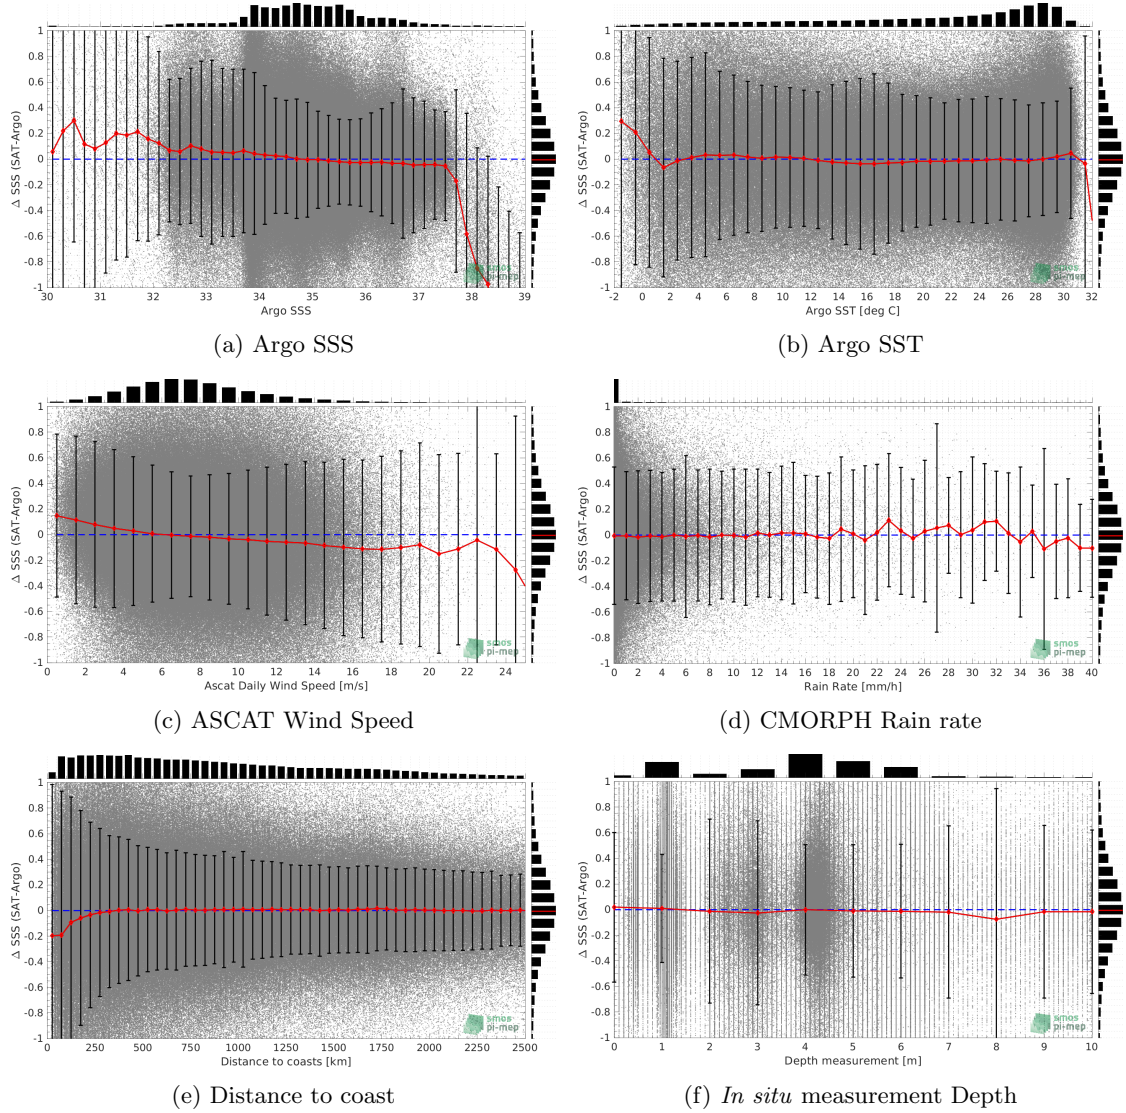 1
0.8
0.6
0.4
0.2
0
-0.2
-0.4
-0.6
-0.8
-1
Δ SSS (SAT-Argo)
30 31 32 33 34 35 36 37 38 39
Argo SSS
smos
pi-mep
(a) Argo SSS
1
0.8
0.6
0.4
0.2
0
-0.2
-0.4
-0.6
-0.8
-1
Δ SSS (SAT-Argo)
-2 0 2 4 6 8 10 12 14 16 18 20 22 24 26 28 30 32
Argo SST [deg C]
smos
pi-mep
(b) Argo SST
1
0.8
0.6
0.4
0.2
0
-0.2
-0.4
-0.6
-0.8
-1
Δ SSS (SAT-Argo)
0 2 4 6 8 10 12 14 16 18 20 22 24
Ascat Daily Wind Speed [m/s]
smos
pi-mep
(c) ASCAT Wind Speed
1
0.8
0.6
0.4
0.2
0
-0.2
-0.4
-0.6
-0.8
-1
Δ SSS (SAT-Argo)
0 2 4 6 8 10 12 14 16 18 20 22 24 26 28 30 32 34 36 38 40
Rain Rate [mm/h]
smos
pi-mep
(d) CMORPH Rain rate
1
0.8
0.6
0.4
0.2
0
-0.2
-0.4
-0.6
-0.8
-1
Δ SSS (SAT-Argo)
0 250 500 750 1000 1250 1500 1750 2000 2250 2500
Distance to coasts [km]
smos
pi-mep
(e) Distance to coast
1
0.8
0.6
0.4
0.2
0
-0.2
-0.4
-0.6
-0.8
-1
Δ SSS (SAT-Argo)
0 1 2 3 4 5 6 7 8 9 10
Depth measurement [m]
smos
pi-mep
(f) In situ measurement Depth